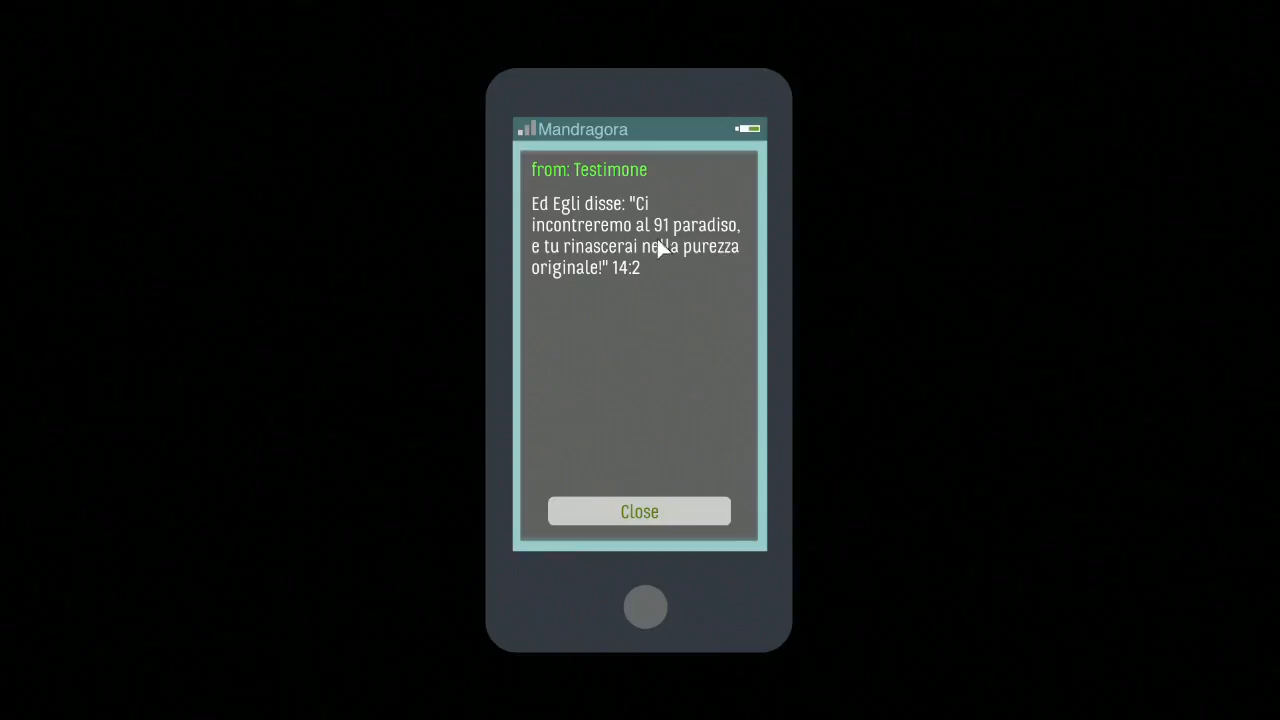 Mandragora
from: Testimone
Ed Egli disse: "Ci
incontreremo al 91 paradiso,
e tu rinascerai nella purezza
originale!" 14:2
Close